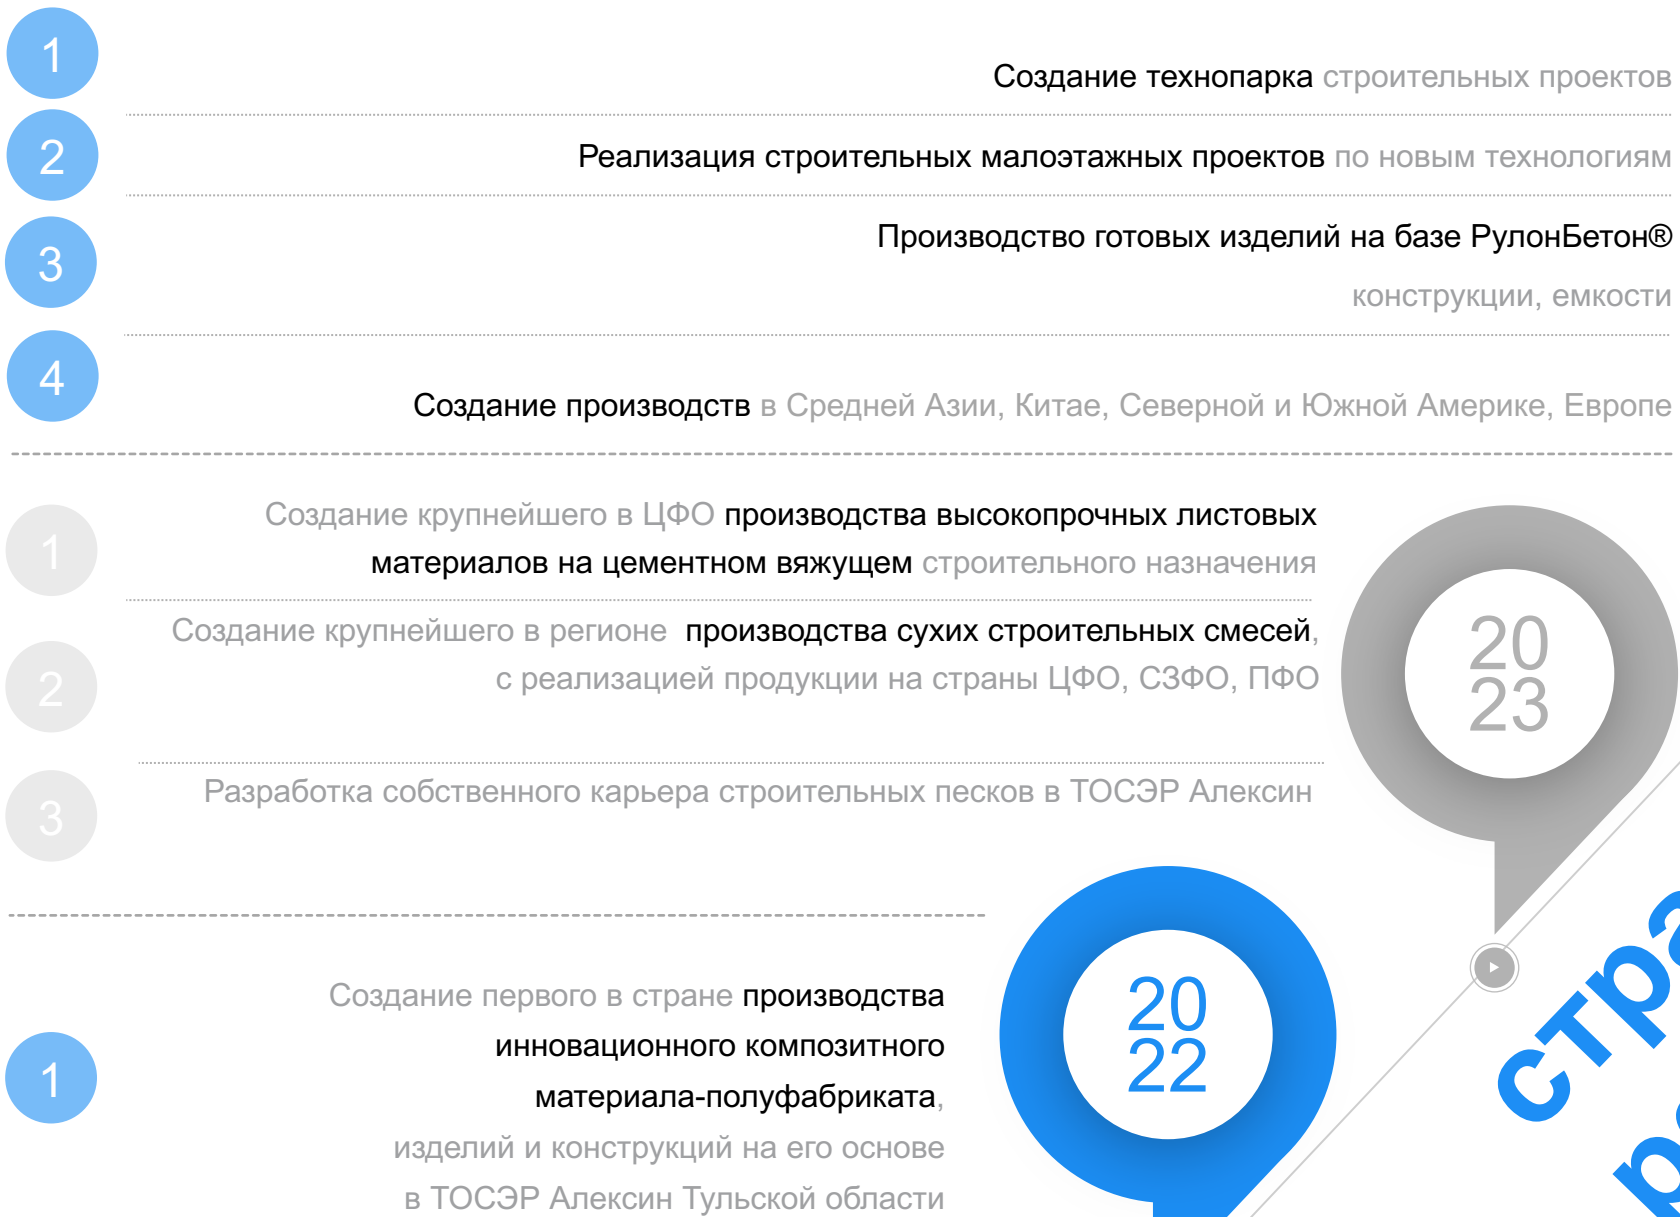 1
Создание технопарка строительных проектов
2
Реализация строительных малоэтажных проектов по новым технологиям
3
Производство готовых изделий на базе РулонБетон®
конструкции, емкости
4
Создание производств в Средней Азии, Китае, Северной и Южной Америке, Европе
1
Создание крупнейшего в ЦФО производства высокопрочных листовых
материалов на цементном вяжущем строительного назначения
2
Создание крупнейшего в регионе производства сухих строительных смесей,
с реализацией продукции на страны ЦФО, СЗФО, ПФО
3
Разработка собственного карьера строительных песков в ТОСЭР Алексин
20
23
1
Создание первого в стране производства
инновационного композитного
материала-полуфабриката,
изделий и конструкций на его основе
в ТОСЭР Алексин Тульской области
20
22
стра